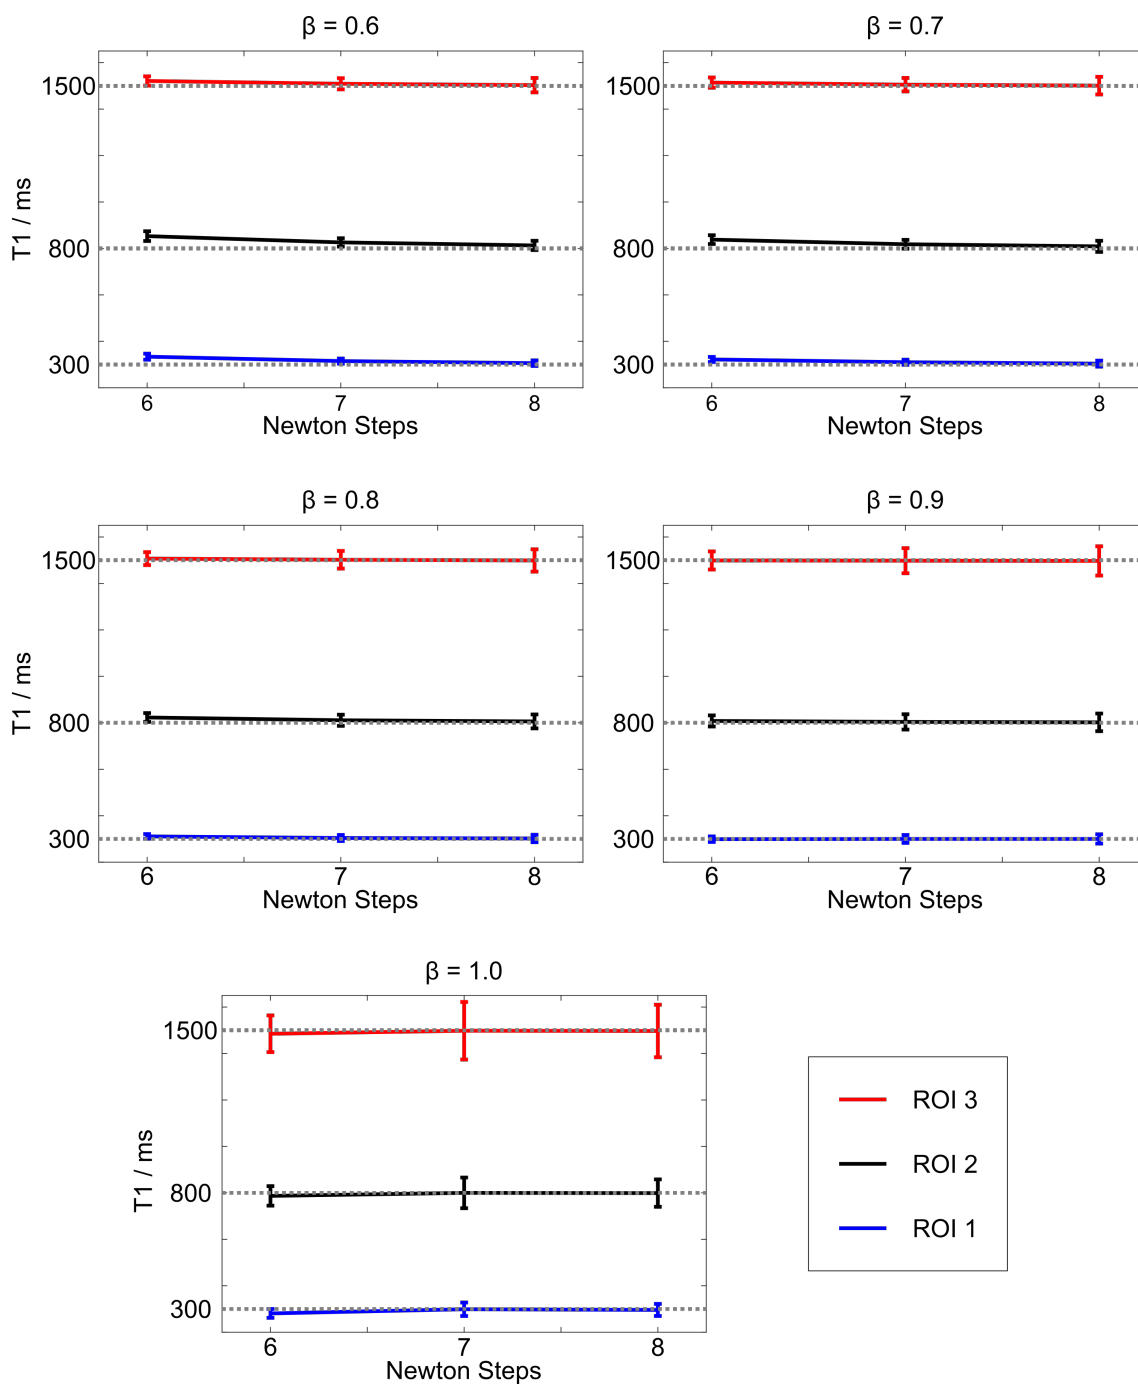 β = 0.6
β = 0.7
T1 / ms
1500
800
300
6 7 8
Newton Steps
1500
800
300
6 7 8
Newton Steps
β = 0.8
β = 0.9
T1 / ms
1500
800
300
6 7 8
Newton Steps
1500
800
300
6 7 8
Newton Steps
β = 1.0
T1 / ms
1500
800
300
6 7 8
Newton Steps
ROI 3
ROI 2
ROI 1